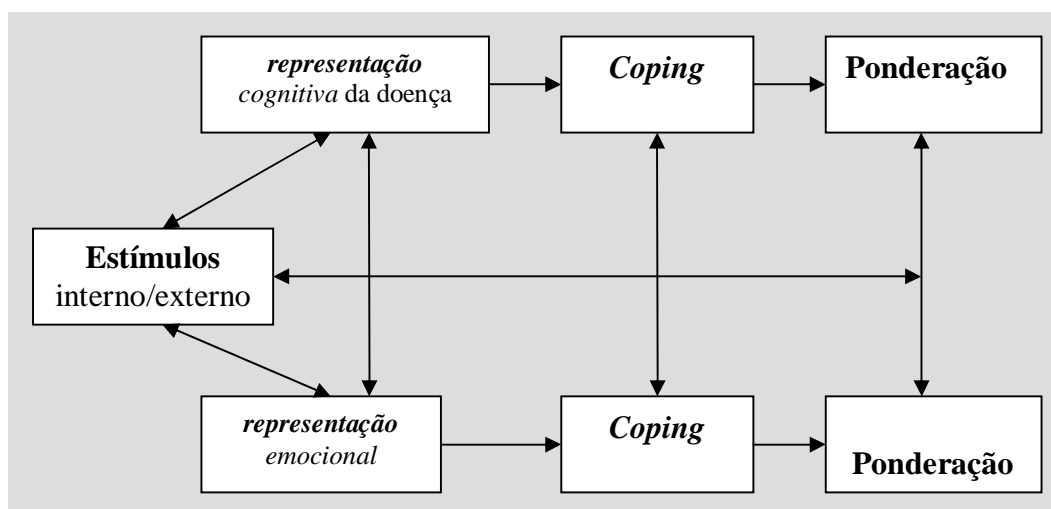 representação
cognitiva da doença
Coping
Ponderação
Estímulos
interno/externo
representação
emocional
Coping
Ponderação